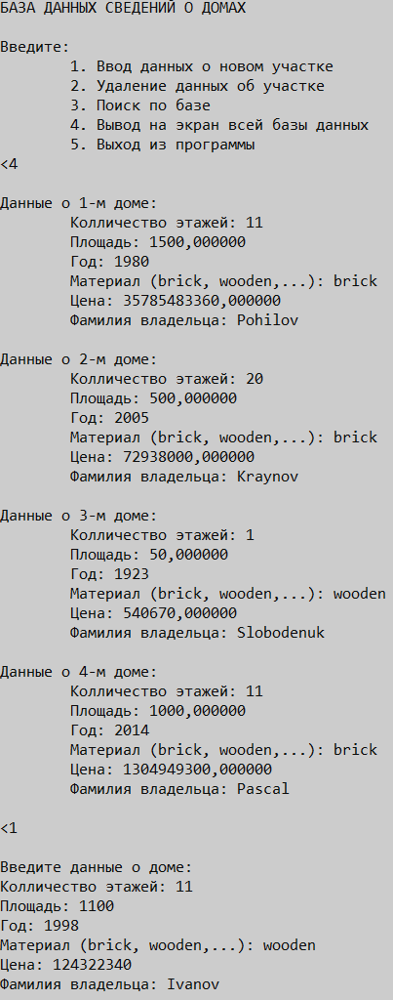 БАЗА ДАННЫХ СВЕДЕНИЙ О ДОМАХ
Введите:
1. Ввод данных о новом участке
2. Удаление данных об участке
3. Поиск по базе
4. Вывод на экран всей базы данных
5. Выход из программы
<4
Данные о 1-м доме:
Колличество этажей: 11
Площадь: 1500,000000
Год: 1980
Материал (brick, wooden,...): brick
Цена: 35785483360,000000
Фамилия владельца: Pohilov
Данные о 2-м доме:
Колличество этажей: 20
Площадь: 500,000000
Год: 2005
Материал (brick, wooden,...): brick
Цена: 72938000,000000
Фамилия владельца: Kraynov
Данные о 3-м доме:
Колличество этажей: 1
Площадь: 50,000000
Год: 1923
Материал (brick, wooden,...): wooden
Цена: 540670,000000
Фамилия владельца: Slobodenuk
Данные о 4-м доме:
Колличество этажей: 11
Площадь: 1000,000000
Год: 2014
Материал (brick, wooden,...): brick
Цена: 1304949300,000000
Фамилия владельца: Pascal
<1
Введите данные о доме:
Колличество этажей: 11
Площадь: 1100
Год: 1998
Материал (brick, wooden,...): wooden
Цена: 124322340
Фамилия владельца: Ivanov